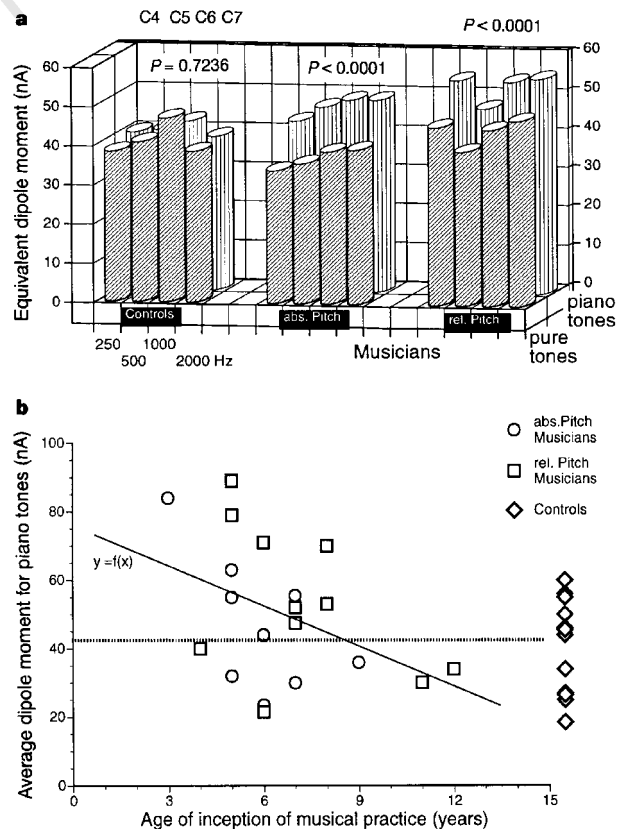 a
C4 C5 C6 C7
P < 0.0001
P = 0.7236
P < 0.0001
Equivalent dipole moment (nA)
60
50
40
30
20
10
0
60
50
40
30
20
10
0
piano
tones
pure
tones
Controls
abs. Pitch
rel. Pitch
250 1000
500 2000 Hz
Musicians
b
Average dipole moment for piano tones (nA)
100
80
60
40
20
0
y =f(x)
abs.Pitch
Musicians
rel. Pitch
Musicians
Controls
0 3 6 9 12 15
Age of inception of musical practice (years)